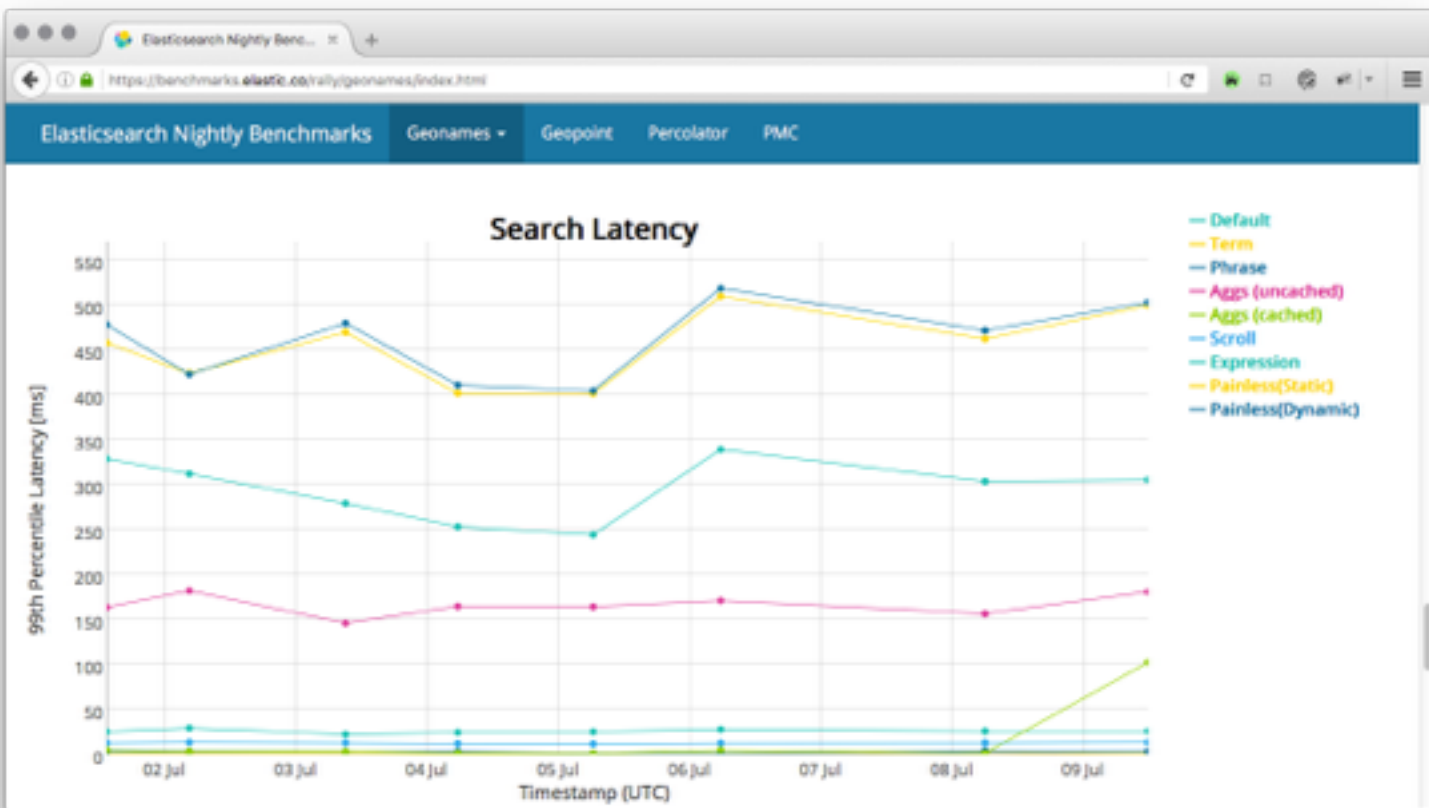 Elasticsearch Nightly Benc...
https://benchmarks.elastic.co/rally/geonames/index.html
Elasticsearch Nightly Benchmarks Geonames Geopoint Percolator PMC
Search Latency
Default
Term
Phrase
Aggs (uncached)
Aggs (cached)
Scroll
Expression
Painless(Static)
Painless(Dynamic)
99th Percentile Latency [ms]
550
500
450
400
350
300
250
200
150
100
50
0
02 Jul 03 Jul 04 Jul 05 Jul 06 Jul 07 Jul 08 Jul 09 Jul
Timestamp (UTC)